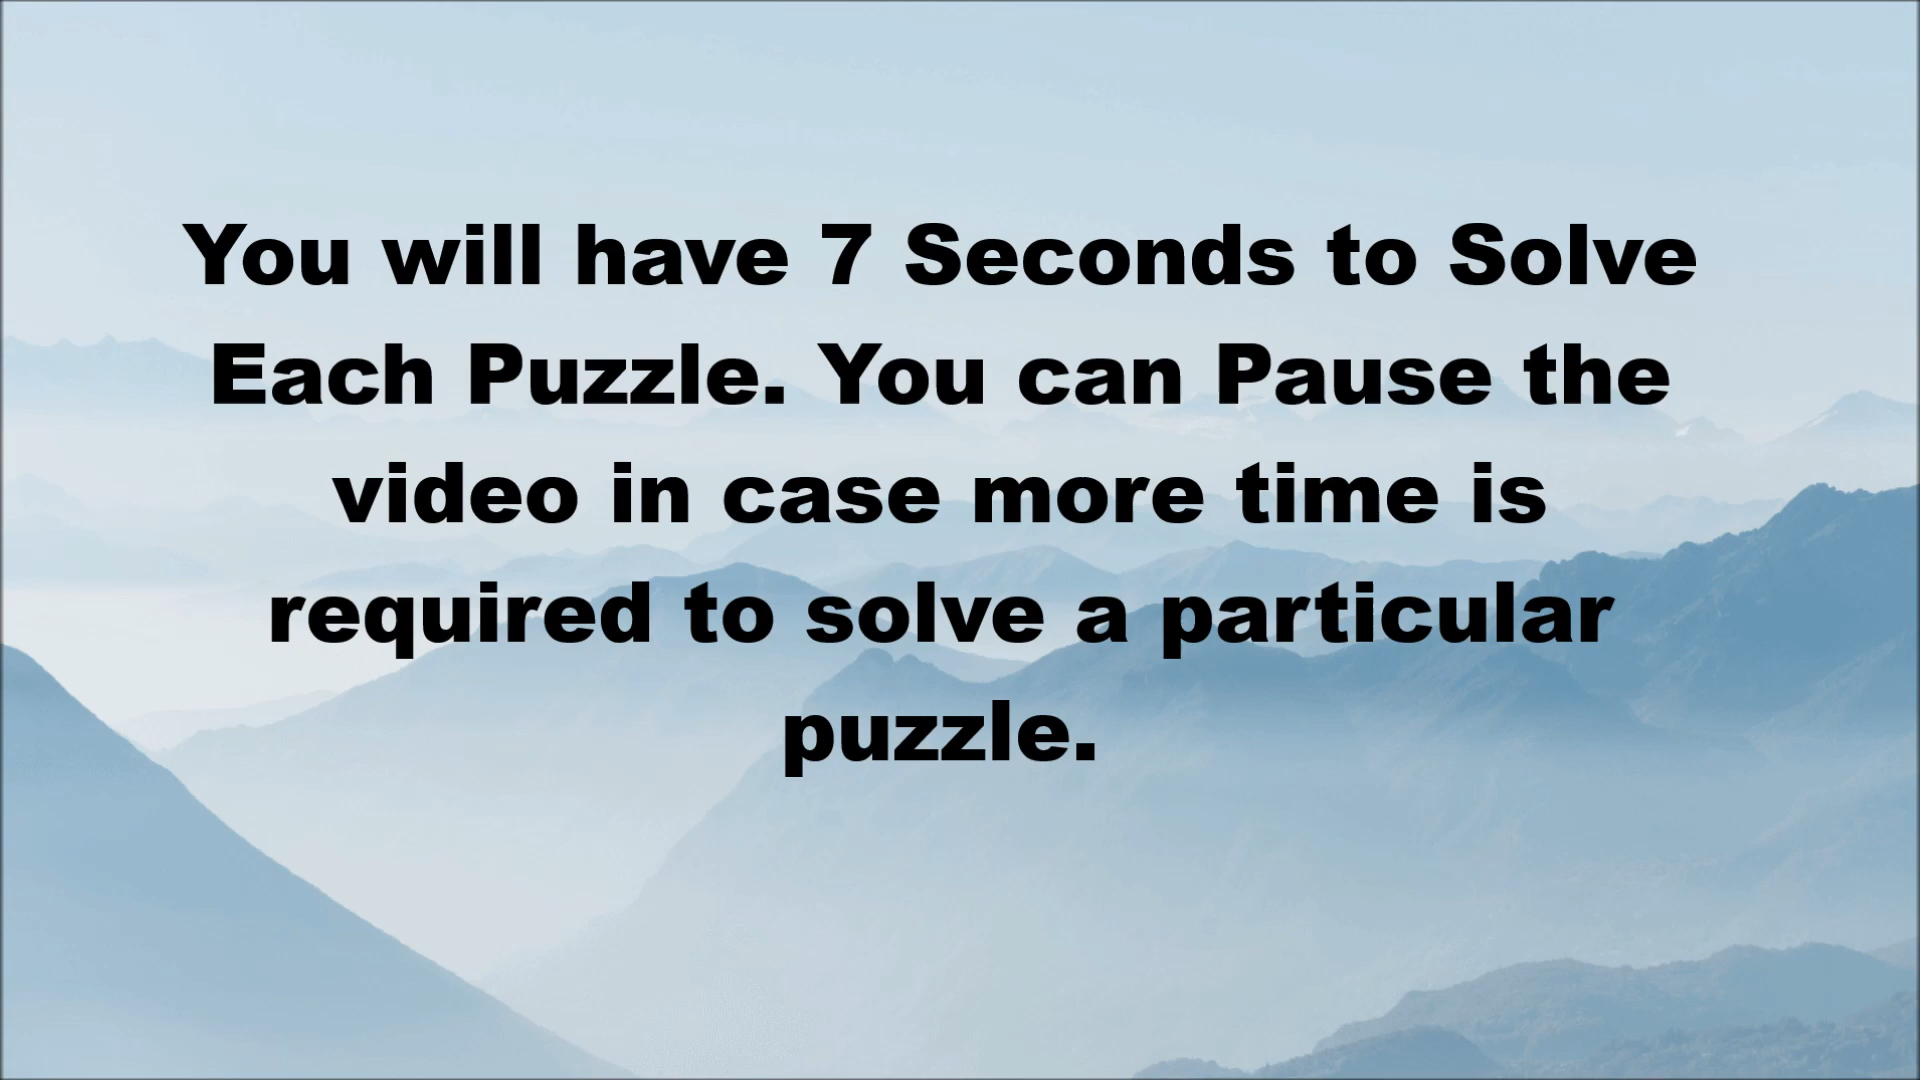 You will have 7 Seconds to Solve
Each Puzzle. You can Pause the
video in case more time is
required to solve a particular
puzzle.